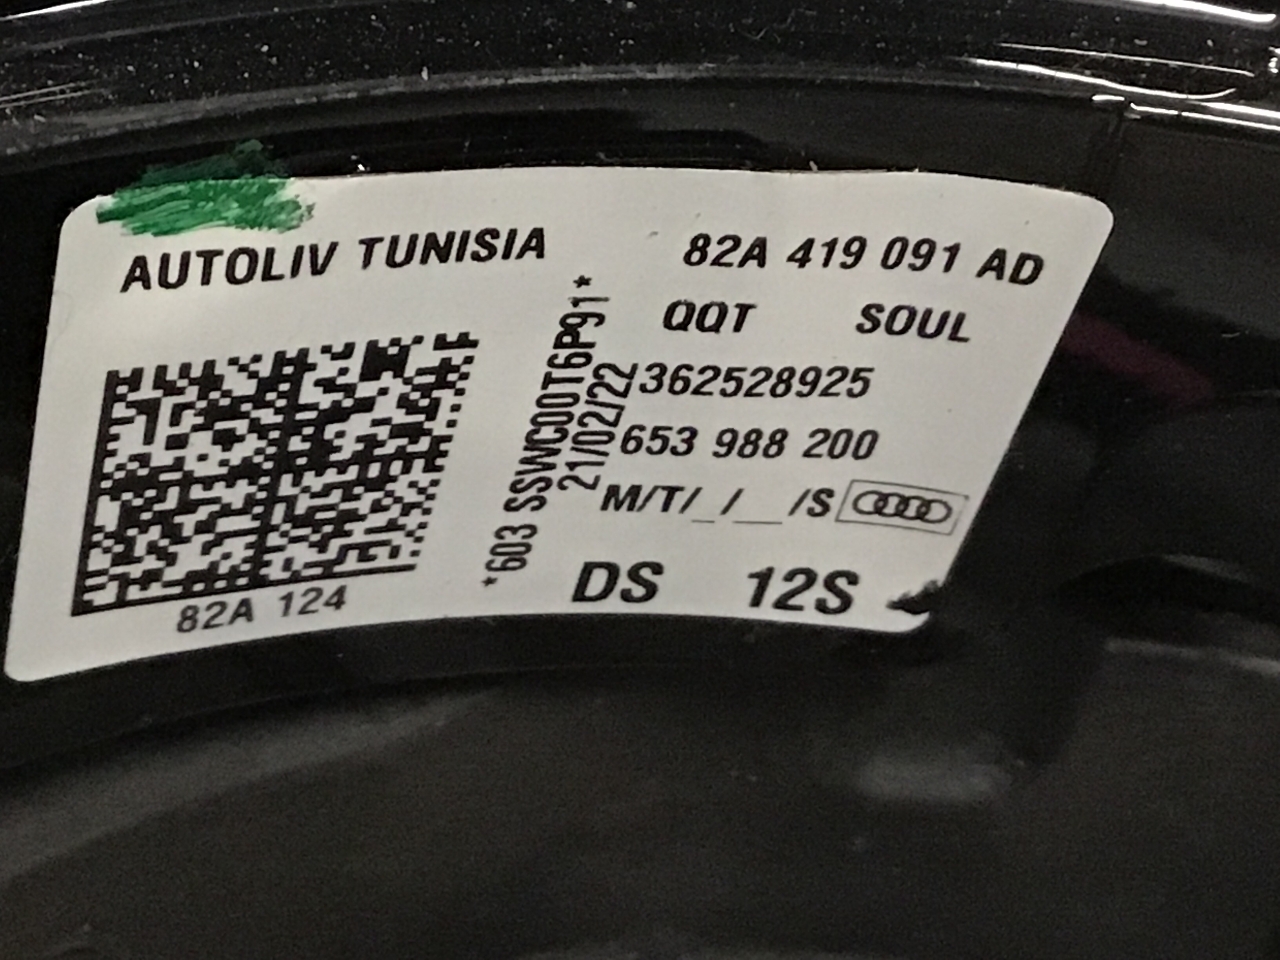 AUTOLIV TUNISIA
82A 419 091 AD
QQT SOUL
362528925
653 988 200
M/T/_/__/S
DS 12S
*603 SSWC00T6P91*
21/02/22
82A 124